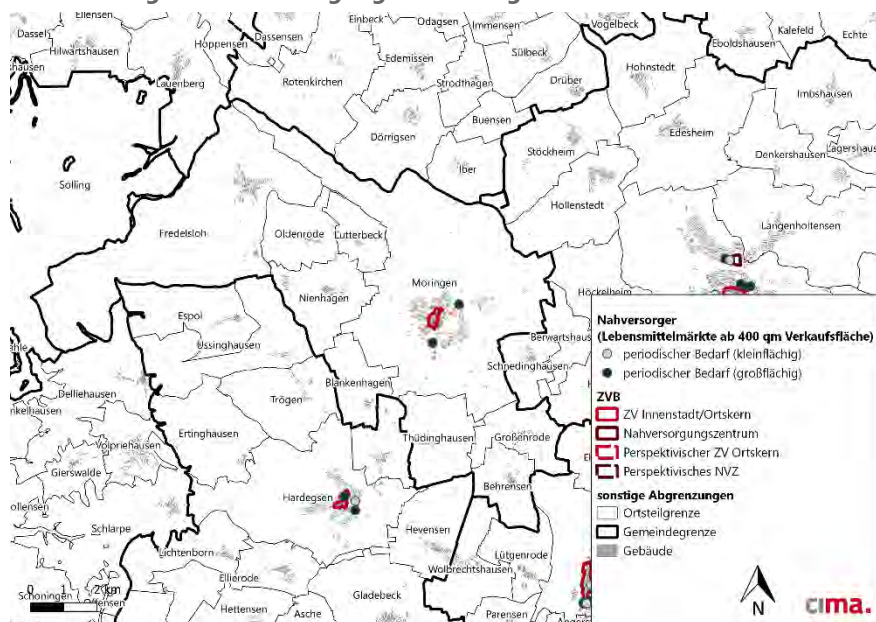 Ellensen
Einbeck
Odagsen
Immensen
Vogelbeck
Kalefeld
Echte
Dassel
Dassensen
Eboldshausen
Hilwartshausen
Hoppensen
Sülbeck
Edemissen
Hohnstedt
Lauenberg
Rotenkirchen
Strodthagen
Drüber
Imbshausen
Buensen
Dörrigsen
Edesheim
Stöckheim
Denkershausen
Iber
Solling
Hollenstedt
Langenholtensen
Fredelsloh
Oldenrode
Lutterbeck
Moringen
Höckelheim
Nienhagen
Espol
Üssinghausen
Schnedinghausen
Blankenhagen
Delliehausen
Trögen
Volpriehausen
Ertinghausen
Thüdinghausen
Großenrode
Gierswalde
Behrensen
Hardegsen
Schlarpe
Hevensen
Lichtenborn
Lütgenrode
Wolbrechtshausen
Ellierode
Gladebeck
Hettensen
Asche
Parensen
0 1 2 km
Nahversorger
(Lebensmittelmärkte ab 400 qm Verkaufsfläche)
periodischer Bedarf (kleinflächig)
periodischer Bedarf (großflächig)
ZVB
ZV Innenstadt/Ortskern
Nahversorgungszentrum
Perspektivischer ZV Ortskern
Perspektivisches NVZ
sonstige Abgrenzungen
Ortsteilgrenze
Gemeindegrenze
Gebäude
N
cima.